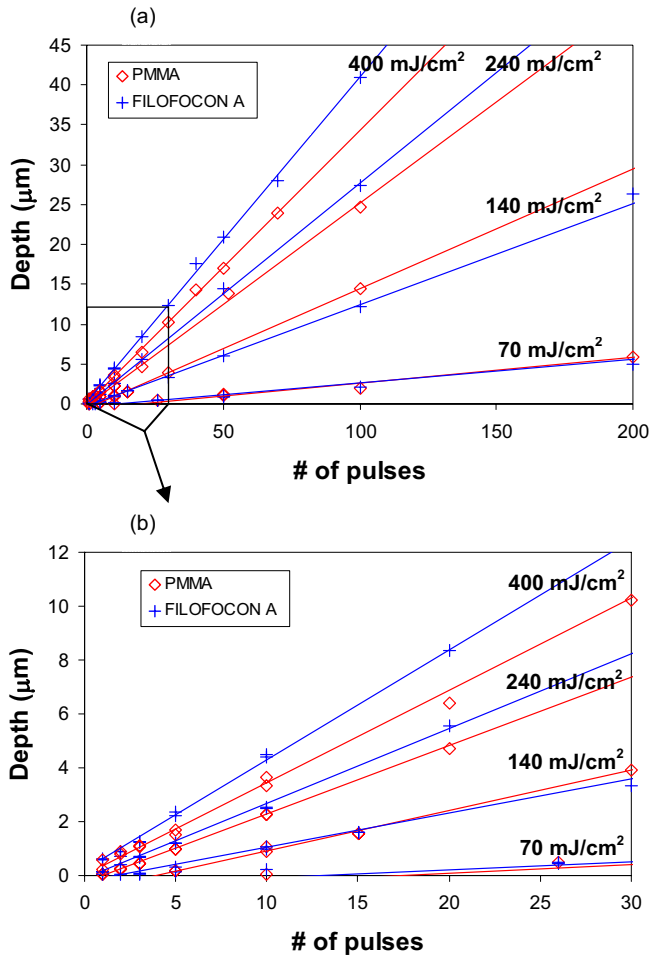 (a)
45
40
35
30
25
20
15
10
5
0
Depth (μm)
PMMA
FILOFOCON A
400 mJ/cm²
240 mJ/cm²
140 mJ/cm²
70 mJ/cm²
0 50 100 150 200
# of pulses
(b)
12
10
8
6
4
2
0
Depth (μm)
PMMA
FILOFOCON A
400 mJ/cm²
240 mJ/cm²
140 mJ/cm²
70 mJ/cm²
0 5 10 15 20 25 30
# of pulses